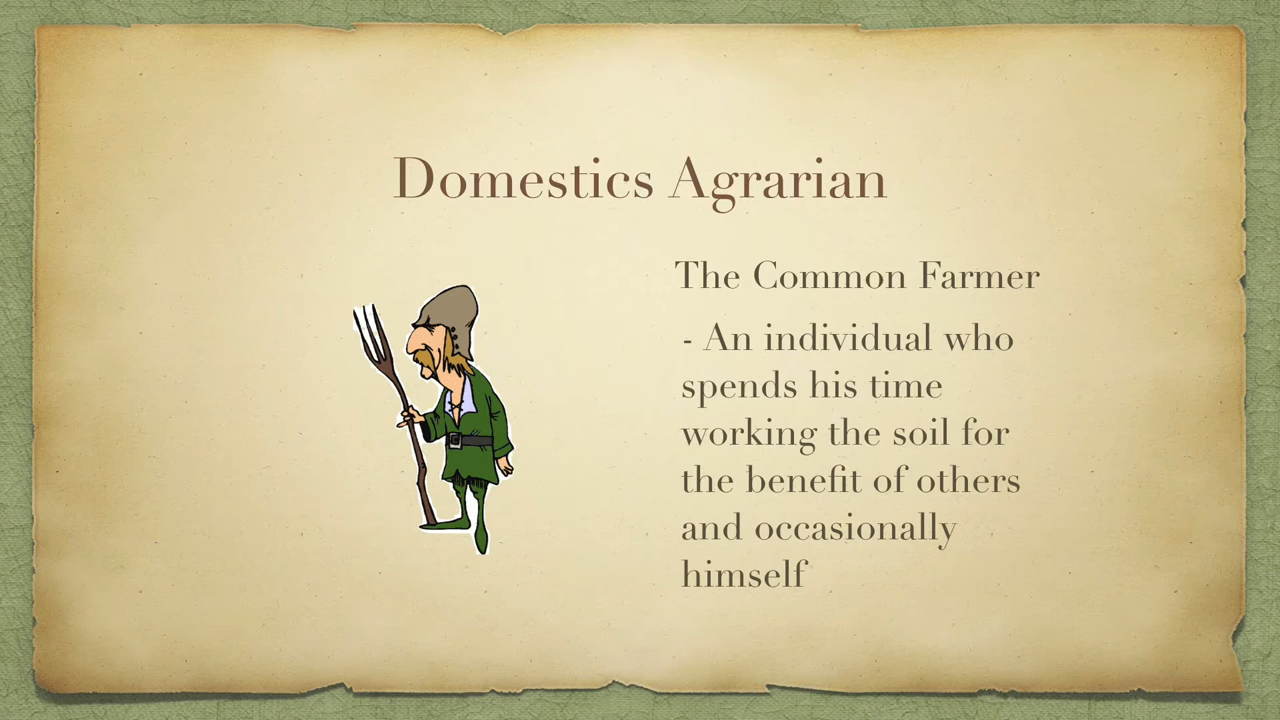 Domestics Agrarian
The Common Farmer
- An individual who
spends his time
working the soil for
the benefit of others
and occasionally
himself